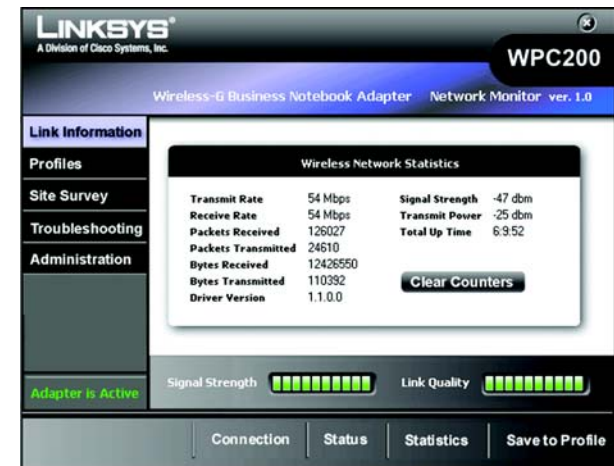 LINKSYS®
A Division of Cisco Systems, Inc.
WPC200
Wireless-G Business Notebook Adapter Network Monitor ver. 1.0
Link Information
Profiles
Site Survey
Troubleshooting
Administration
Adapter is Active
Wireless Network Statistics
Transmit Rate 54 Mbps
Receive Rate 54 Mbps
Packets Received 126027
Packets Transmitted 24610
Bytes Received 12426550
Bytes Transmitted 110392
Driver Version 1.1.0.0
Signal Strength -47 dbm
Transmit Power -25 dbm
Total Up Time 6:9:52
Clear Counters
Signal Strength Link Quality
Connection Status Statistics Save to Profile